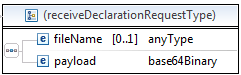 (receiveDeclarationRequestType)
fileName [0..1] anyType
payload base64Binary